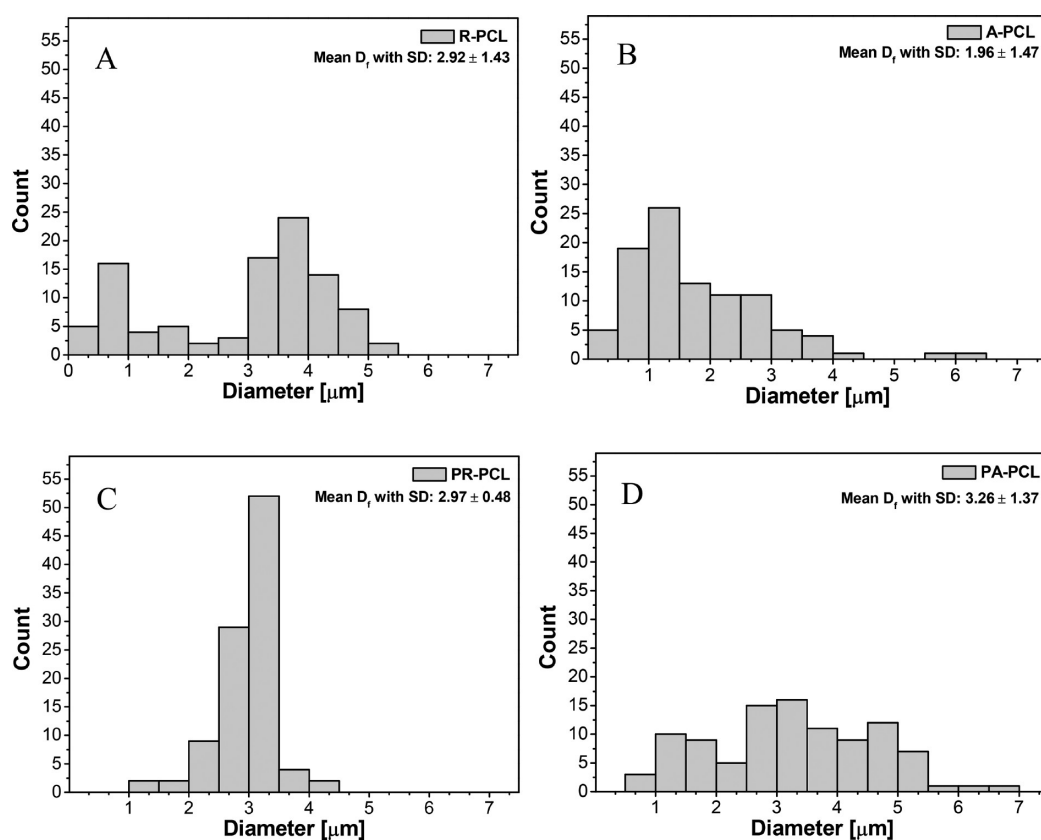 A
R-PCL
Mean Df with SD: 2.92 ± 1.43
Count
55
50
45
40
35
30
25
20
15
10
5
0
0 1 2 3 4 5 6 7
Diameter [μm]
B
A-PCL
Mean Df with SD: 1.96 ± 1.47
Count
55
50
45
40
35
30
25
20
15
10
5
0
1 2 3 4 5 6 7
Diameter [μm]
C
PR-PCL
Mean Df with SD: 2.97 ± 0.48
Count
55
50
45
40
35
30
25
20
15
10
5
0
1 2 3 4 5 6 7
Diameter [μm]
D
PA-PCL
Mean Df with SD: 3.26 ± 1.37
Count
55
50
45
40
35
30
25
20
15
10
5
0
1 2 3 4 5 6 7
Diameter [μm]